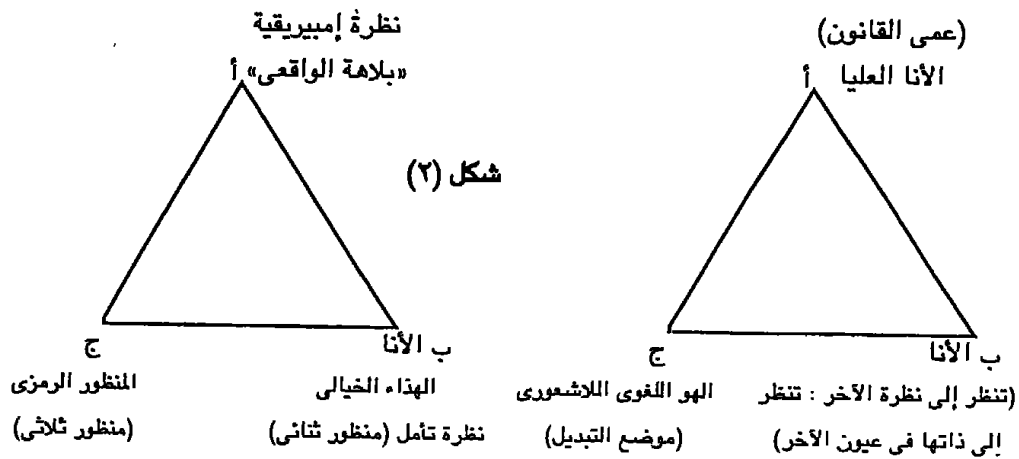 (عمى القانون)
الأنا العليا أ
ب الأنا
(تنظر إلى نظرة الآخر : تنظر
إلى ذاتها فى عيون الآخر)
ج
الهو اللغوى اللاشعورى
(موضع التبديل)
شكل (٢)
نظرة إمبيريقية
«بلاهة الواقعى» أ
ب الأنا
الهذاء الخيالى
نظرة تأمل (منظور ثنائى)
ج
المنظور الرمزى
(منظور ثلاثى)